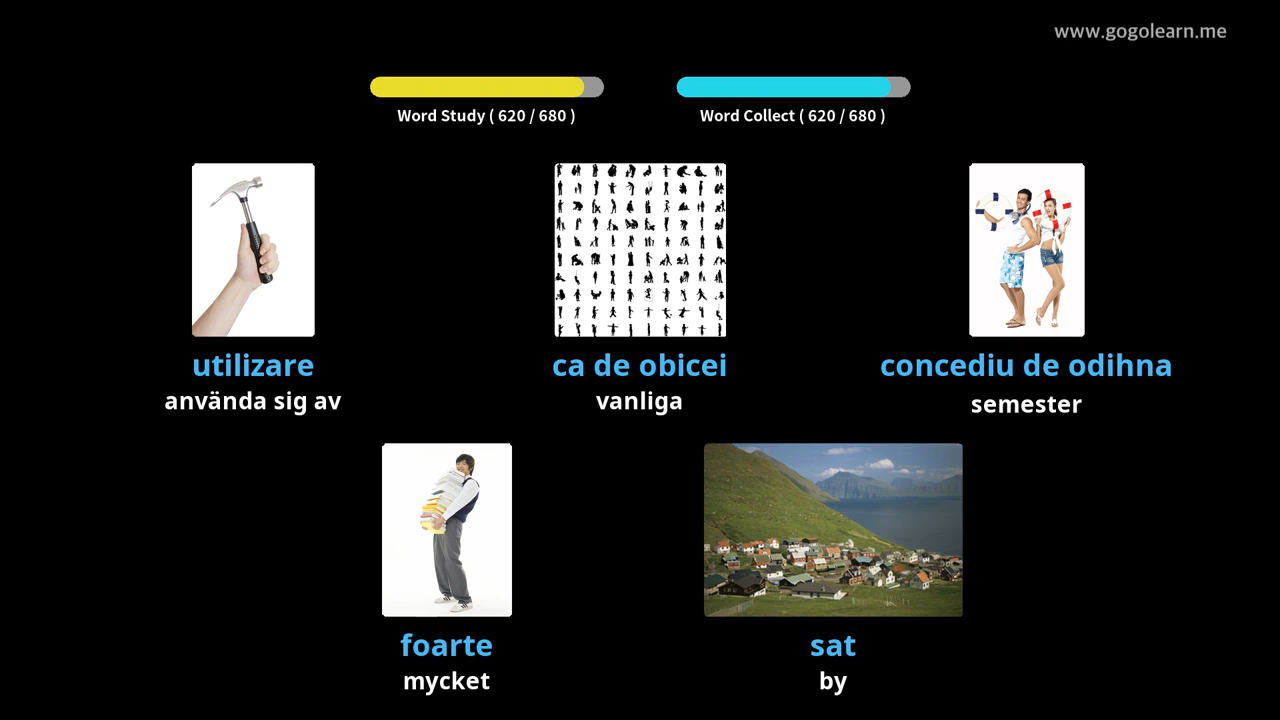 www.gogolearn.me
Word Study ( 620 / 680 )
Word Collect ( 620 / 680 )
utilizare
använda sig av
ca de obicei
vanliga
concediu de odihna
semester
foarte
mycket
sat
by